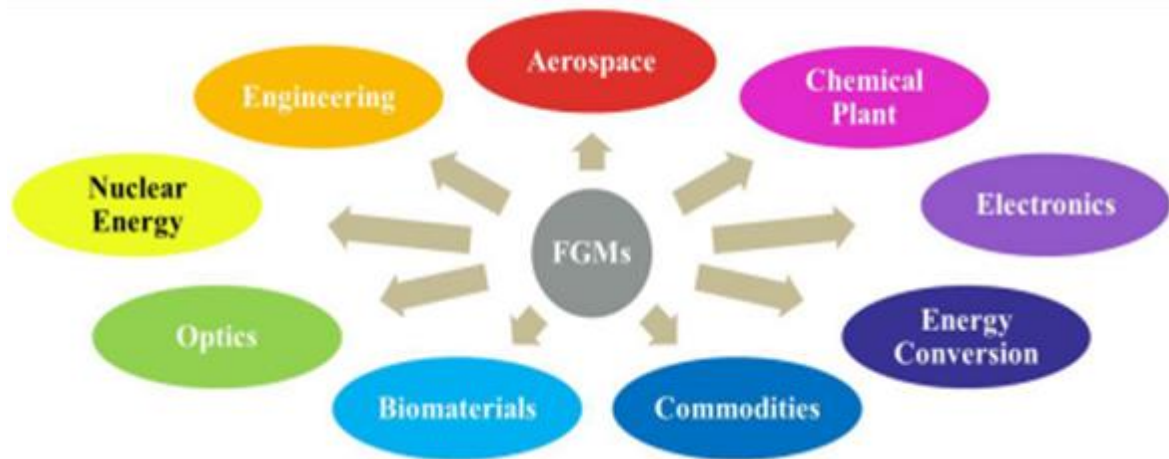 Aerospace
Engineering
Chemical
Plant
Nuclear
Energy
Electronics
FGMs
Optics
Energy
Conversion
Biomaterials
Commodities